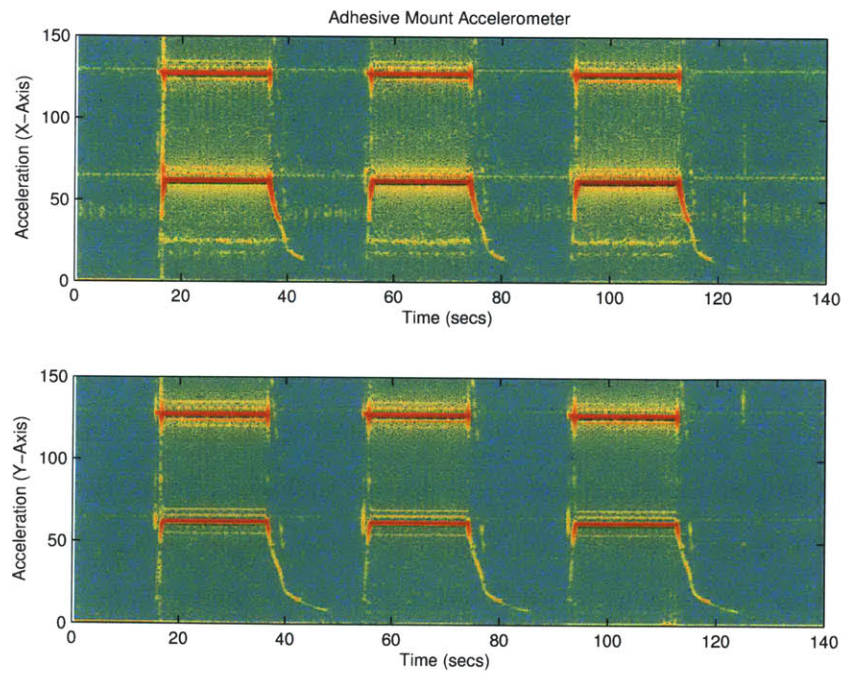 Adhesive Mount Accelerometer
Acceleration (X-Axis)
150
100
50
0
0 20 40 60 80 100 120 140
Time (secs)
Acceleration (Y-Axis)
150
100
50
0
0 20 40 60 80 100 120 140
Time (secs)